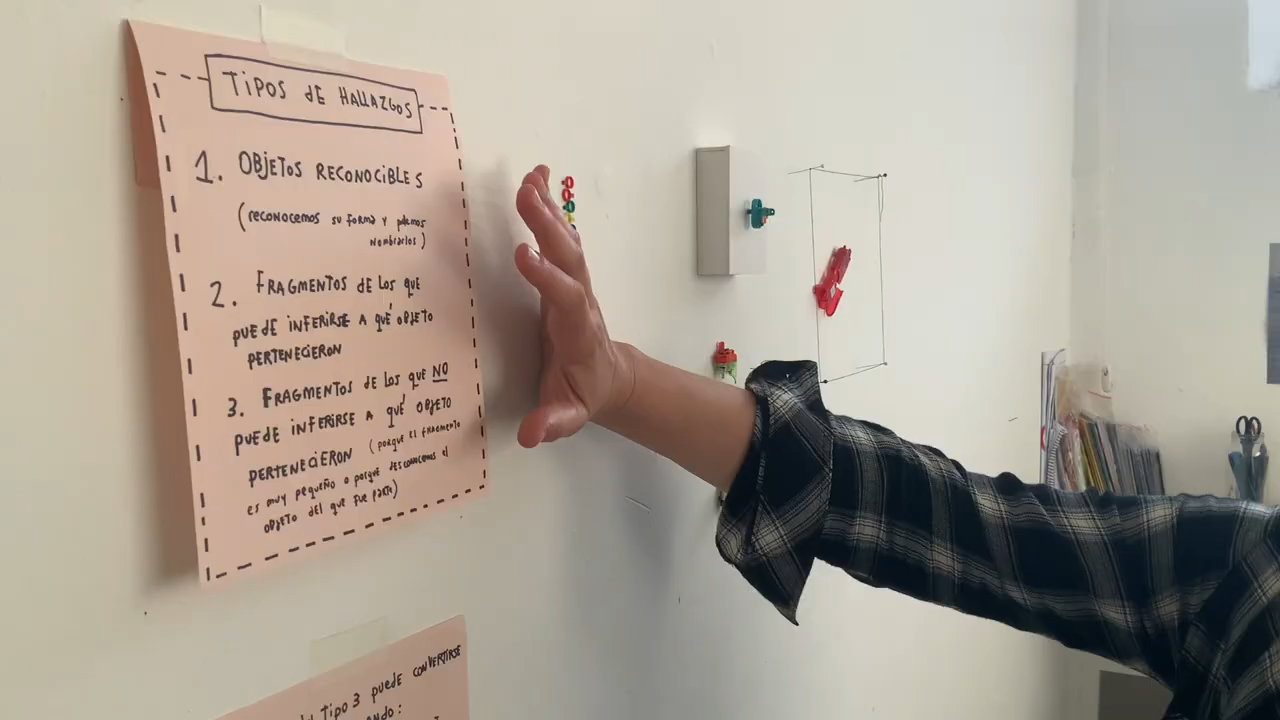 TIPOS DE HALLAZGOS
1. OBJETOS RECONOCIBLES
(RECONOCEMOS SU FORMA Y PODEMOS
NOMBRARLOS)
2. FRAGMENTOS DE LOS QUE
PUEDE INFERIRSE A QUÉ OBJETO
PERTENECIERON
3. FRAGMENTOS DE LOS QUE NO
PUEDE INFERIRSE A QUÉ OBJETO
PERTENECIERON (PORQUE EL FRAGMENTO
ES MUY PEQUEÑO O PORQUE DESCONOCEMOS EL
OBJETO DEL QUE FUE PARTE)
TIPO 3 PUEDE CONVERTIRSE